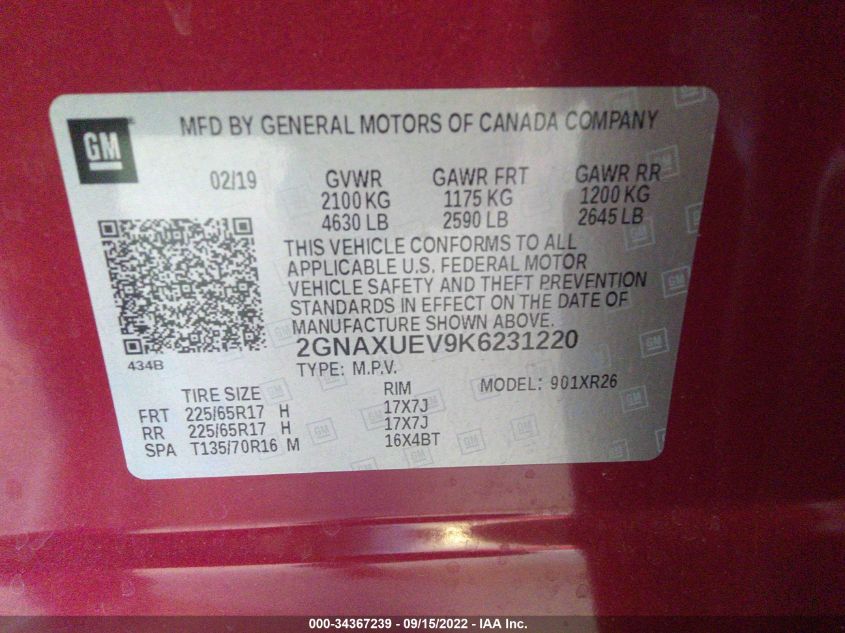 GM
MFD BY GENERAL MOTORS OF CANADA COMPANY
02/19
GVWR GAWR FRT GAWR RR
2100 KG 1175 KG 1200 KG
4630 LB 2590 LB 2645 LB
THIS VEHICLE CONFORMS TO ALL
APPLICABLE U.S. FEDERAL MOTOR
VEHICLE SAFETY AND THEFT PREVENTION
STANDARDS IN EFFECT ON THE DATE OF
MANUFACTURE SHOWN ABOVE.
434B
2GNAXUEV9K6231220
TYPE: M.P.V.
MODEL: 901XR26
TIRE SIZE RIM
FRT 225/65R17 H 17X7J
RR 225/65R17 H 17X7J
SPA T135/70R16 M 16X4BT
000-34367239 - 09/15/2022 - IAA Inc.